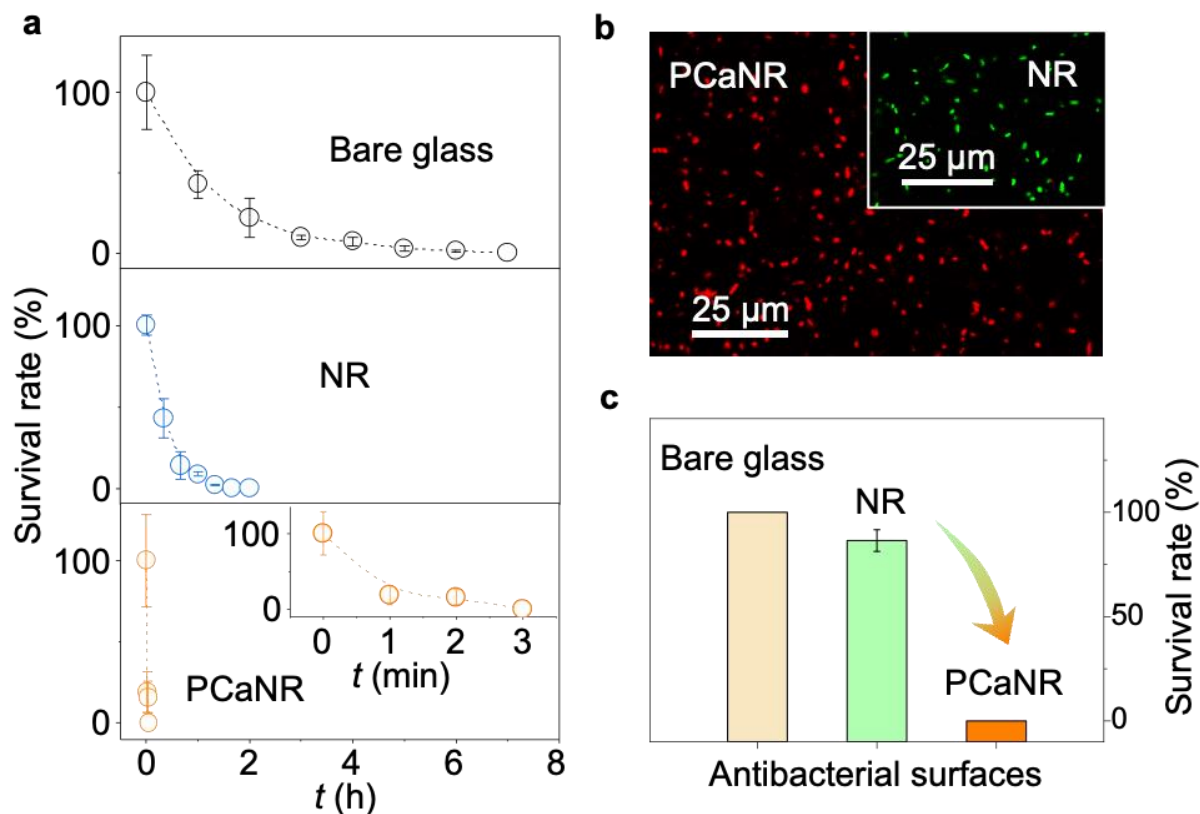 a
Survival rate (%)
100
0
Bare glass
100
0
NR
100
0
PCaNR
100
0
0 1 2 3
t (min)
0 2 4 6 8
t (h)
b
PCaNR
25 µm
NR
25 µm
c
Bare glass
NR
PCaNR
100
50
0
Survival rate (%)
Antibacterial surfaces